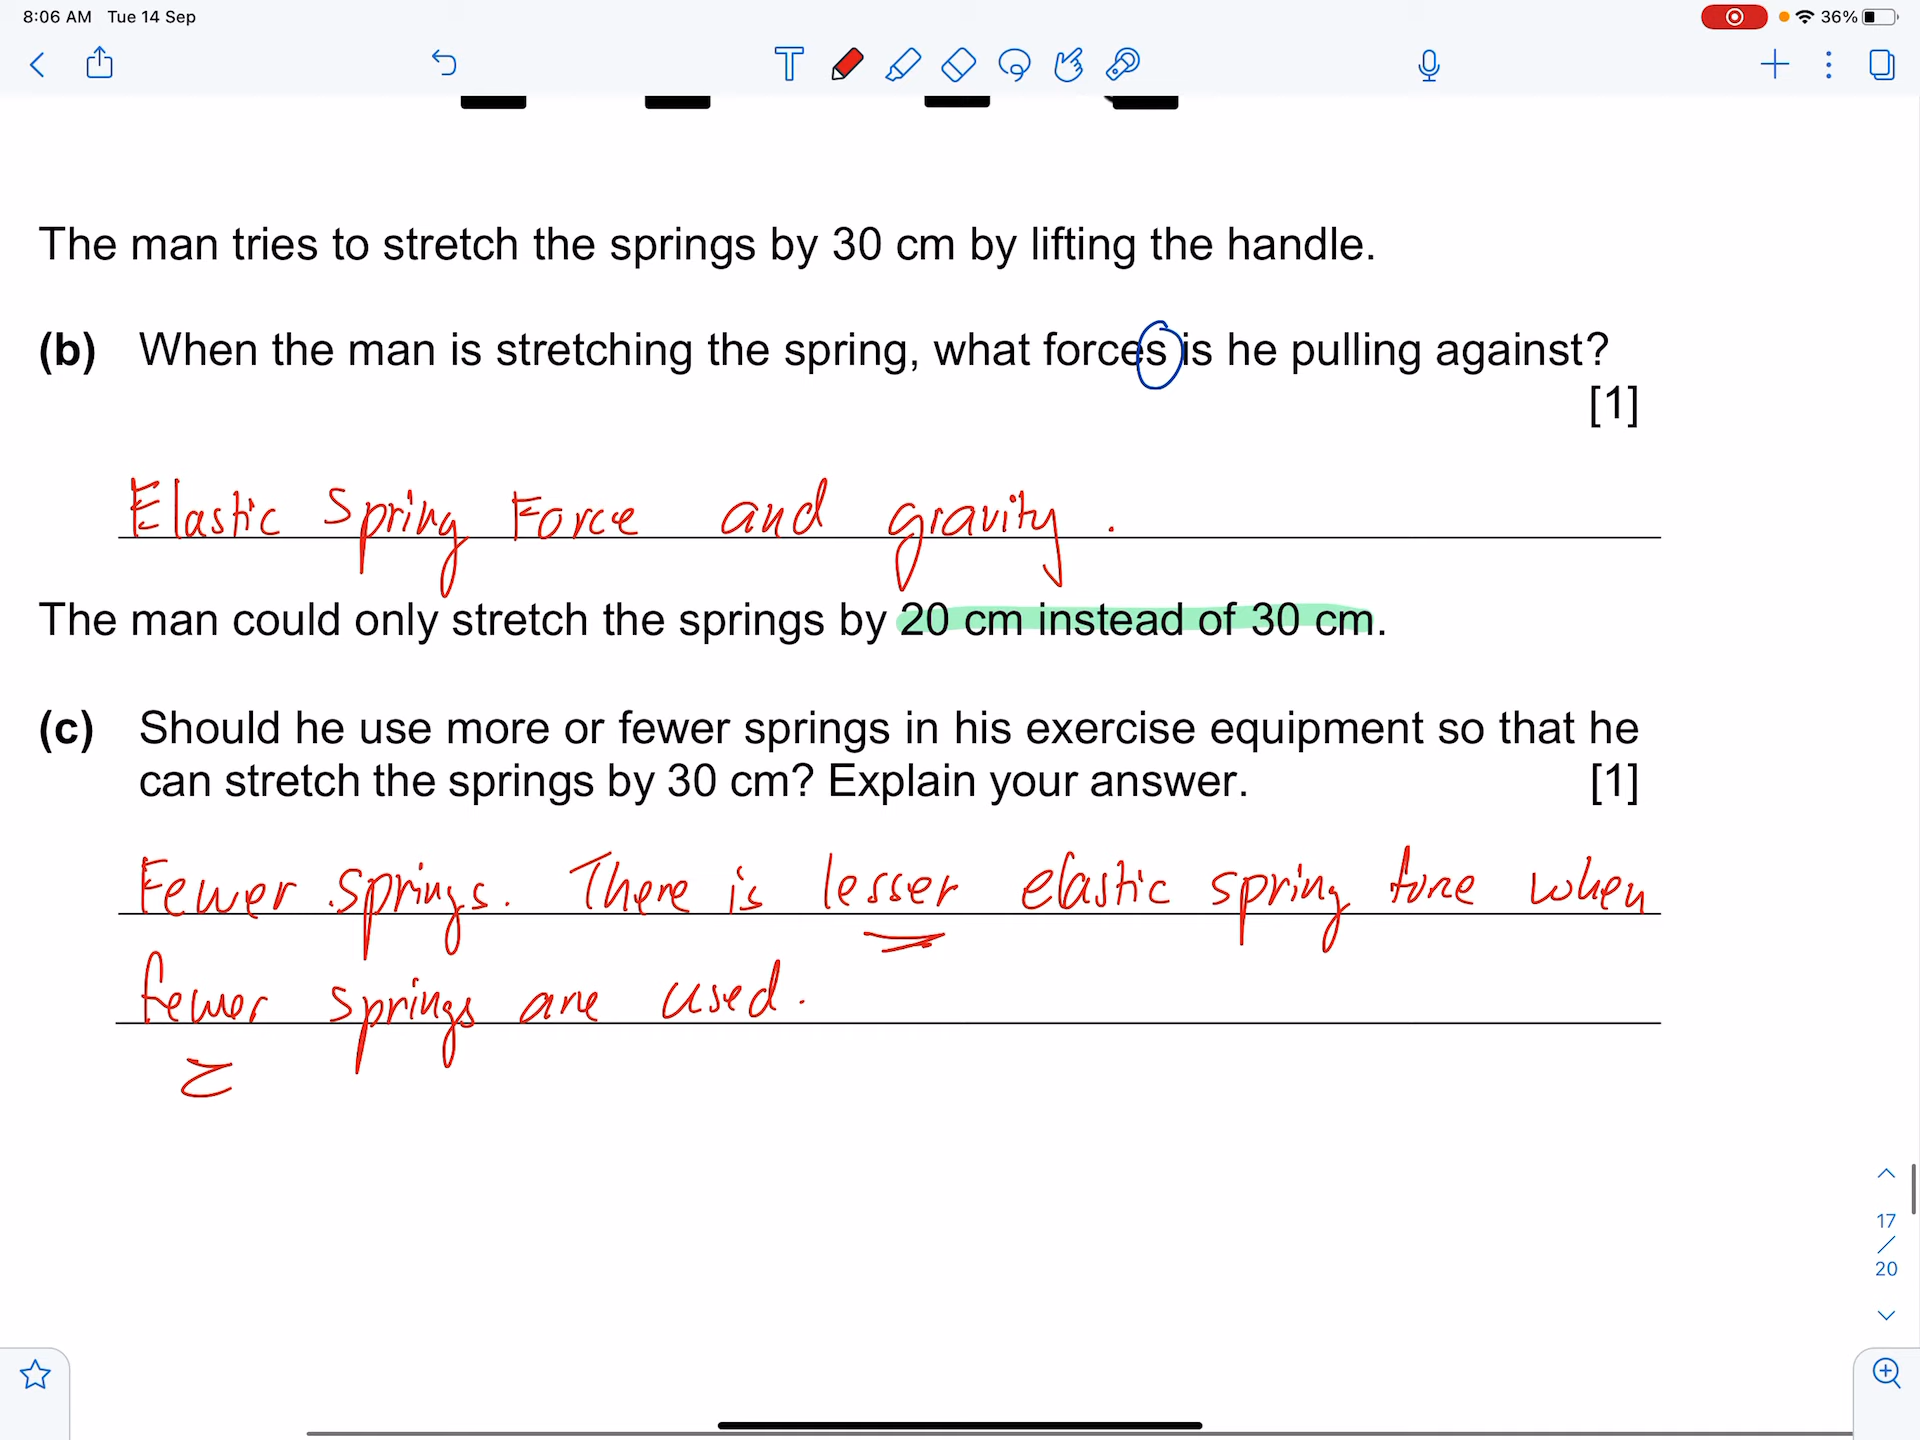 8:06 AM Tue 14 Sep
36%
The man tries to stretch the springs by 30 cm by lifting the handle.
(b) When the man is stretching the spring, what forces is he pulling against?
[1]
Elastic Spring Force and gravity.
The man could only stretch the springs by 20 cm instead of 30 cm.
(c) Should he use more or fewer springs in his exercise equipment so that he
can stretch the springs by 30 cm? Explain your answer. [1]
Fewer springs. There is lesser elastic spring force when
fewer springs are used.
17
/
20